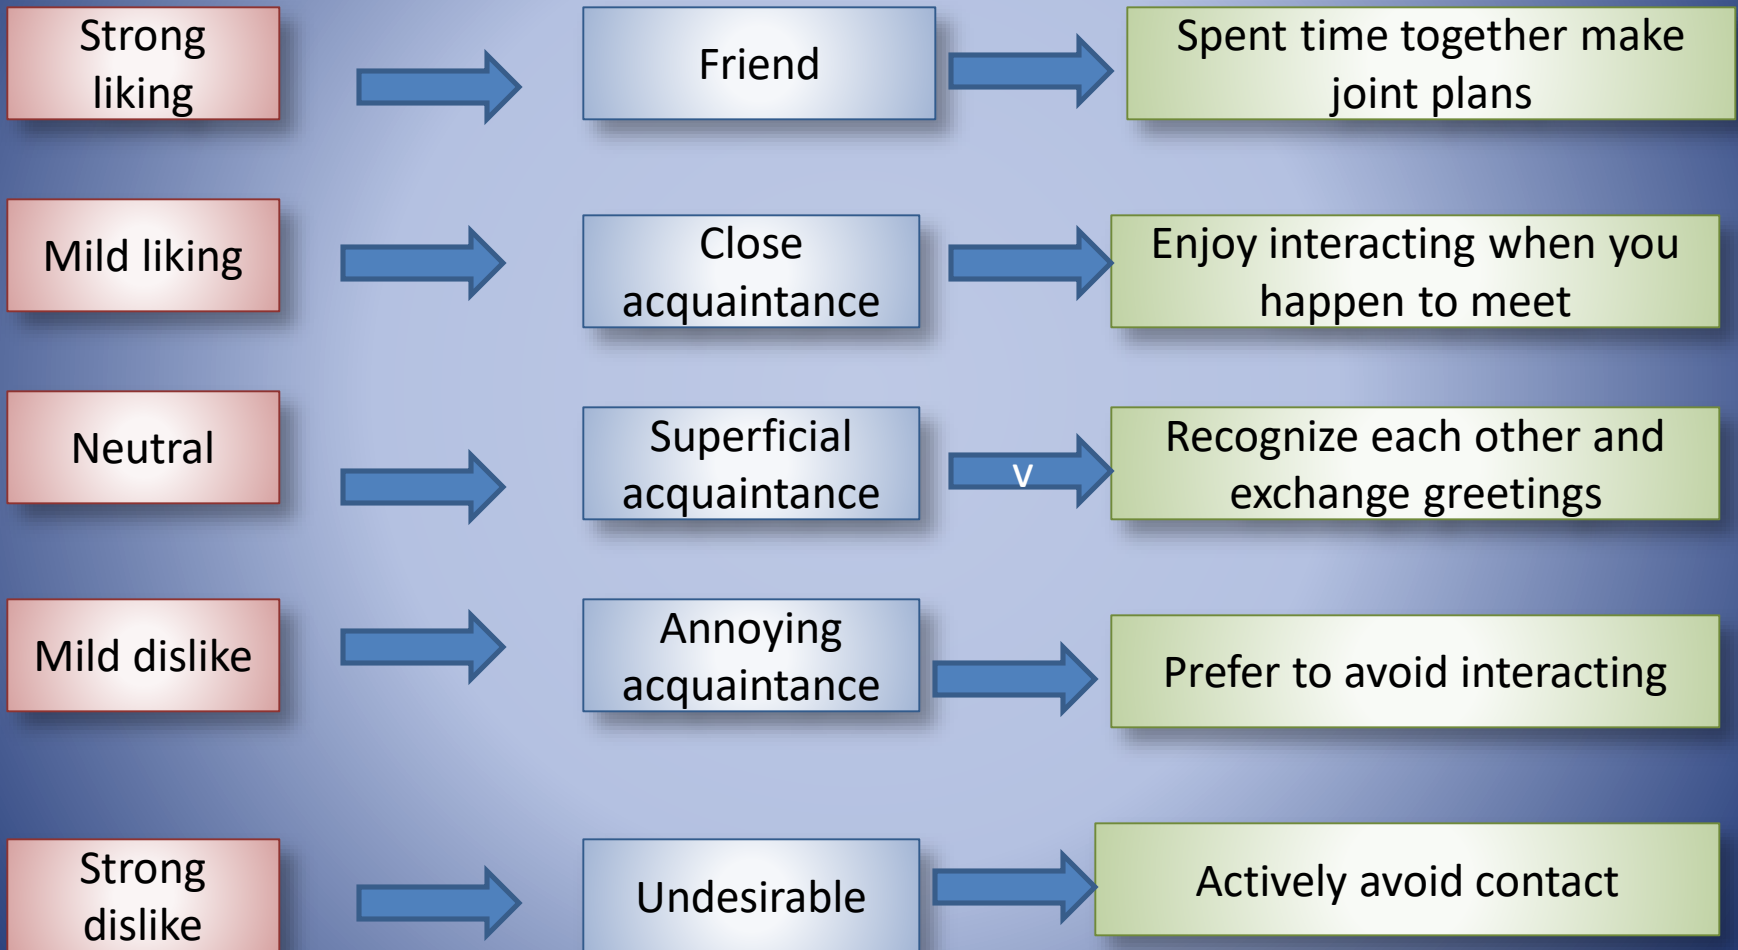 Strong
liking
Friend
Spent time together make
joint plans
Mild liking
Close
acquaintance
Enjoy interacting when you
happen to meet
Neutral
Superficial
acquaintance
v
Recognize each other and
exchange greetings
Mild dislike
Annoying
acquaintance
Prefer to avoid interacting
Strong
dislike
Undesirable
Actively avoid contact